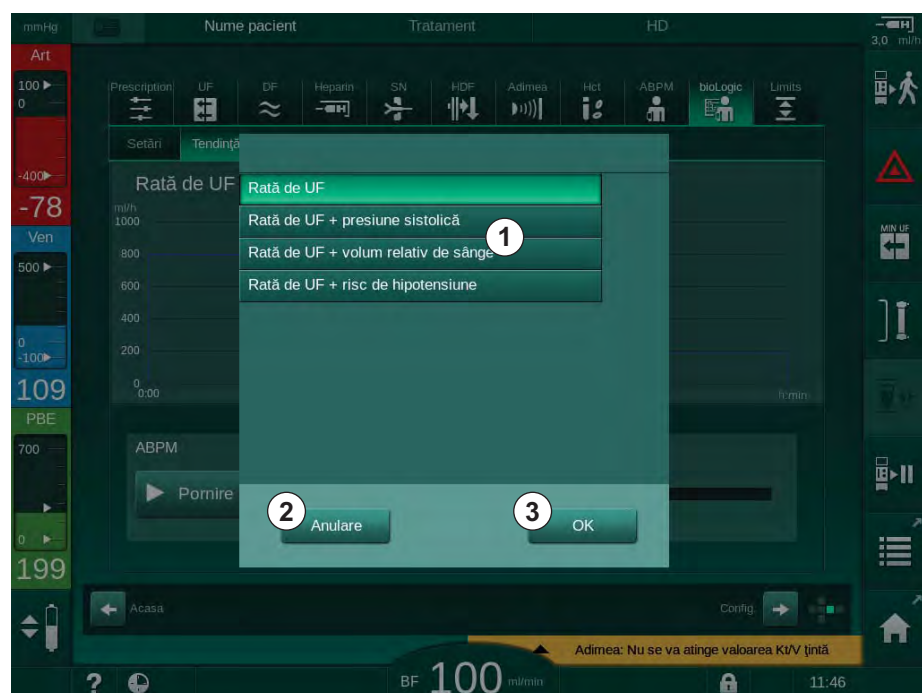 mmHg
Nume pacient
Tratament
HD
3,0 ml/h
Art
100
0
-400
-78
Ven
500
0
-100
109
PBE
700
0
199
Prescription
UF
DF
Heparin
SN
HDF
Adimea
Hct
ABPM
bioLogic
Limits
Setări
Tendință
Rată de UF
ml/h
1000
800
600
400
200
0
0:00
h:min
Rată de UF
Rată de UF + presiune sistolică
Rată de UF + volum relativ de sânge
Rată de UF + risc de hipotensiune
1
ABPM
Pornire
2
Anulare
3
OK
MIN UF
Acasa
Config
Adimea: Nu se va atinge valoarea Kt/V țintă
?
BF 100 ml/min
11:46